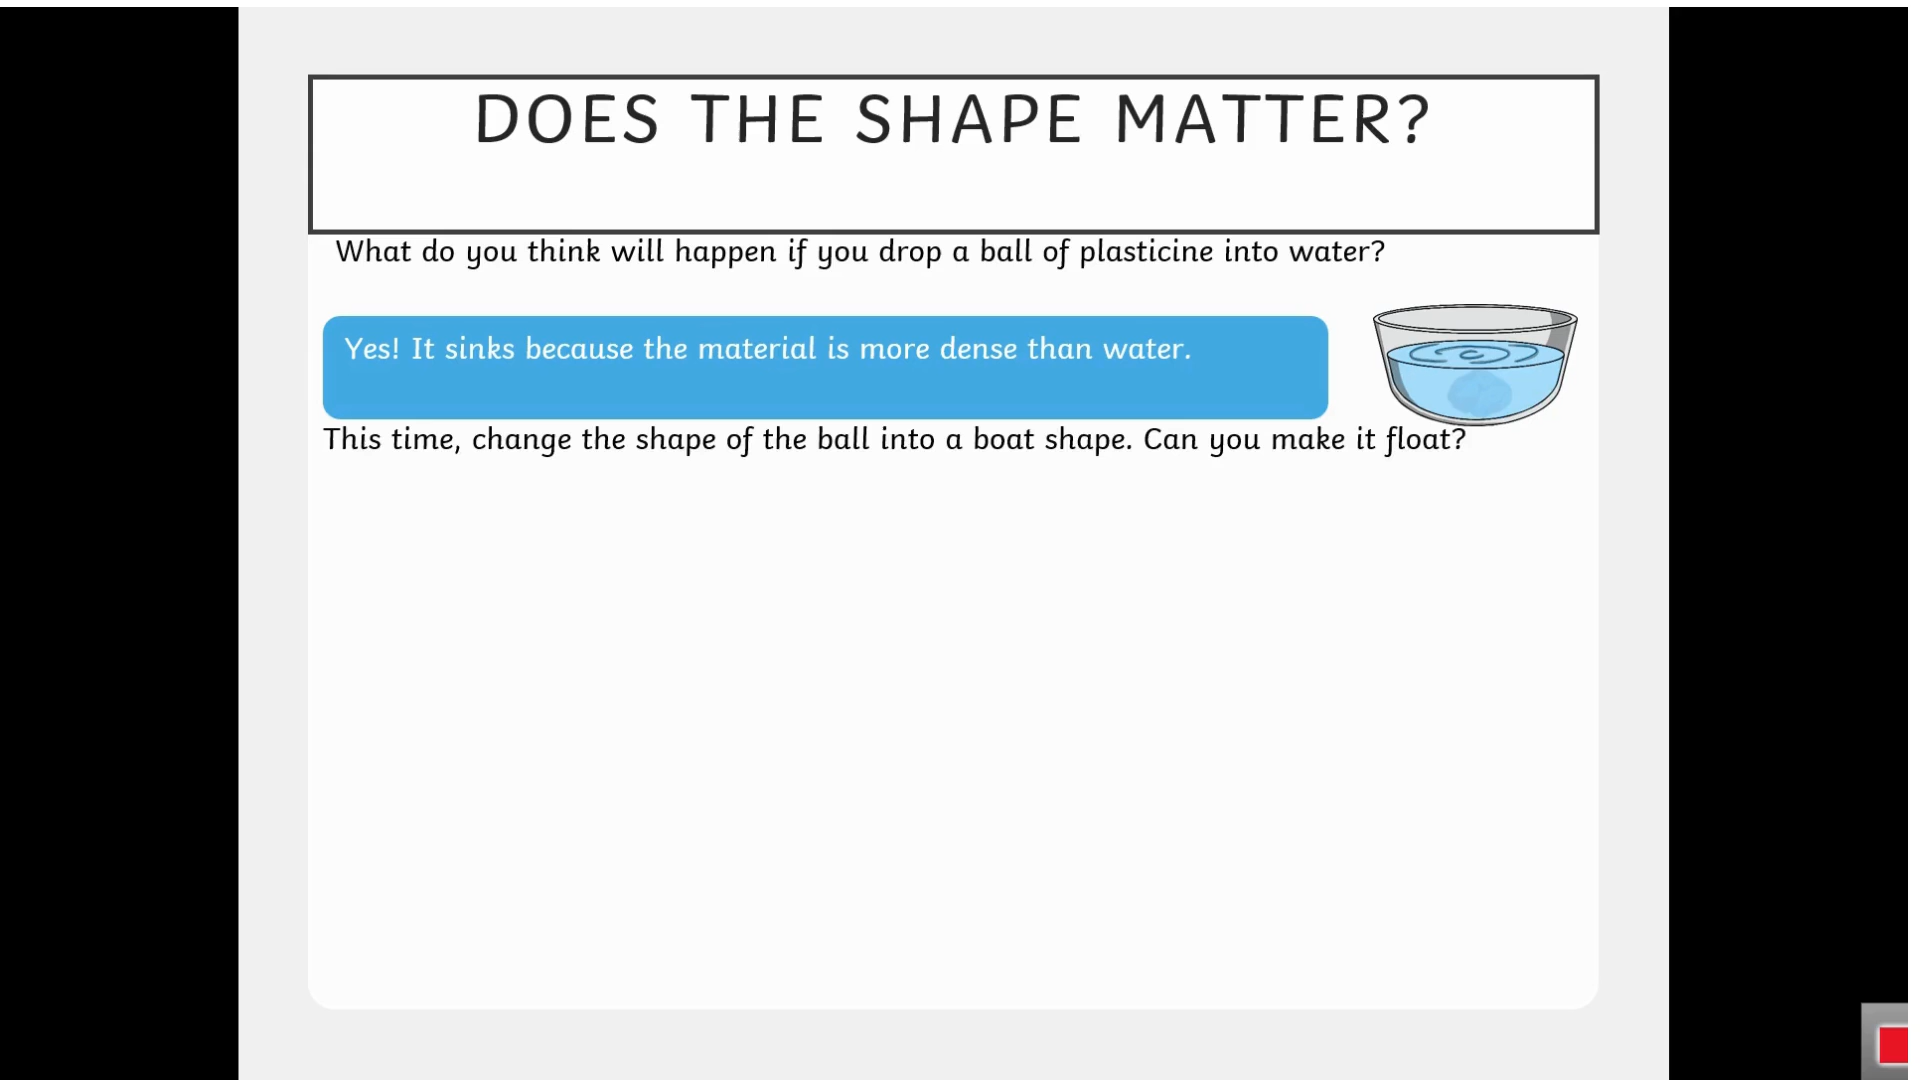 DOES THE SHAPE MATTER?
What do you think will happen if you drop a ball of plasticine into water?
Yes! It sinks because the material is more dense than water.
This time, change the shape of the ball into a boat shape. Can you make it float?